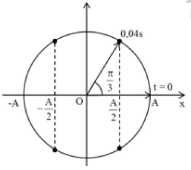 0,04s
π/3
t = 0
-A
-A/2
O
A/2
A
x